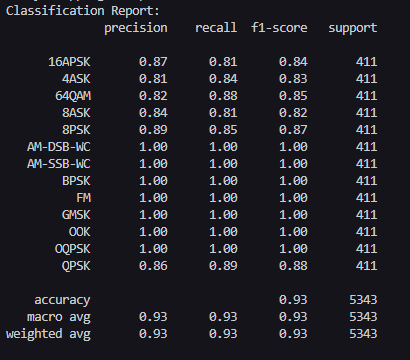 Classification Report:
precision recall f1-score support
16APSK 0.87 0.81 0.84 411
4ASK 0.81 0.84 0.83 411
64QAM 0.82 0.88 0.85 411
8ASK 0.84 0.81 0.82 411
8PSK 0.89 0.85 0.87 411
AM-DSB-WC 1.00 1.00 1.00 411
AM-SSB-WC 1.00 1.00 1.00 411
BPSK 1.00 1.00 1.00 411
FM 1.00 1.00 1.00 411
GMSK 1.00 1.00 1.00 411
OOK 1.00 1.00 1.00 411
OQPSK 1.00 1.00 1.00 411
QPSK 0.86 0.89 0.88 411
accuracy 0.93 5343
macro avg 0.93 0.93 0.93 5343
weighted avg 0.93 0.93 0.93 5343